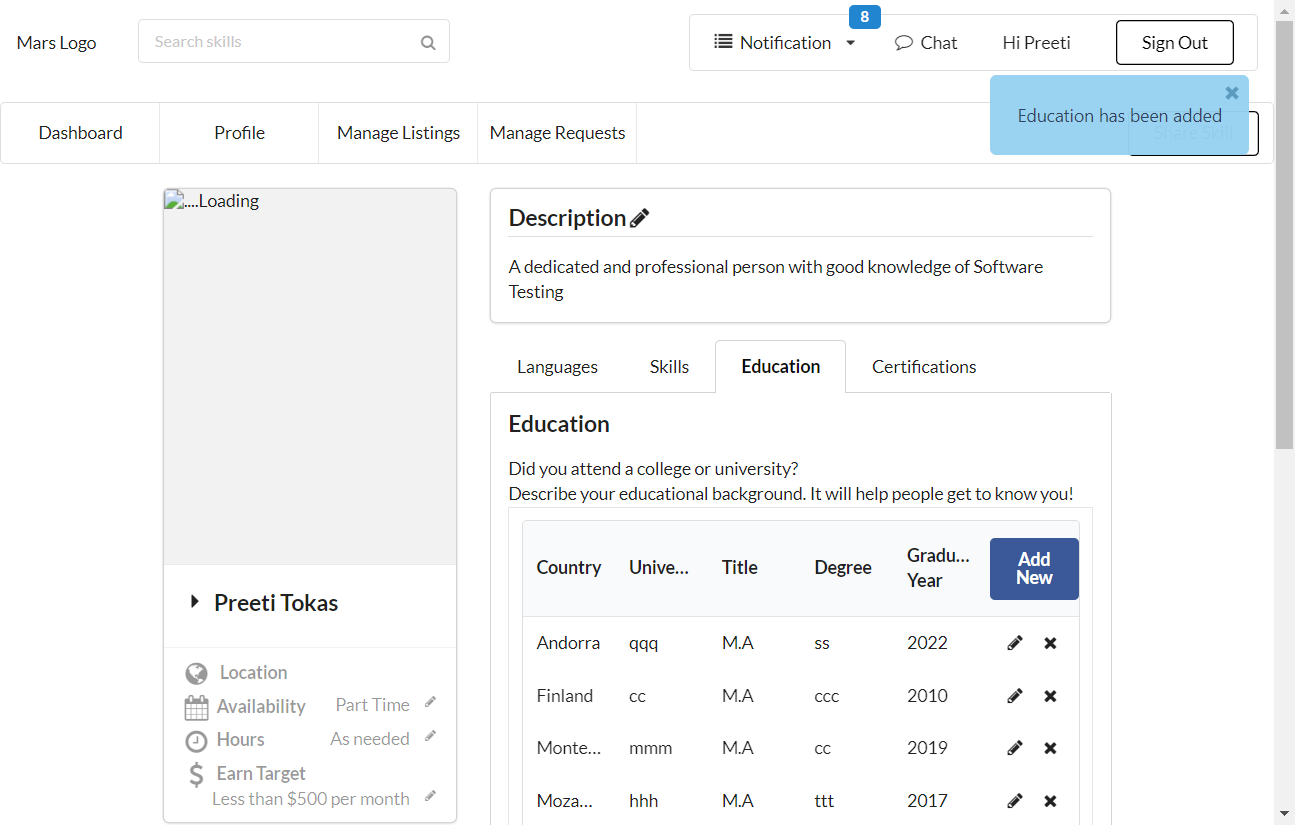 8
Mars Logo
Search skills
Notification
Chat
Hi Preeti
Sign Out
Education has been added
Dashboard
Profile
Manage Listings
Manage Requests
Share Skill
....Loading
Description
A dedicated and professional person with good knowledge of Software
Testing
Languages
Skills
Education
Certifications
Education
Did you attend a college or university?
Describe your educational background. It will help people get to know you!
Country Unive... Title Degree Gradu... Year Add New
Andorra qqq M.A ss 2022
Finland cc M.A ccc 2010
Monte... mmm M.A cc 2019
Moza... hhh M.A ttt 2017
Preeti Tokas
Location
Availability Part Time
Hours As needed
Earn Target
Less than $500 per month